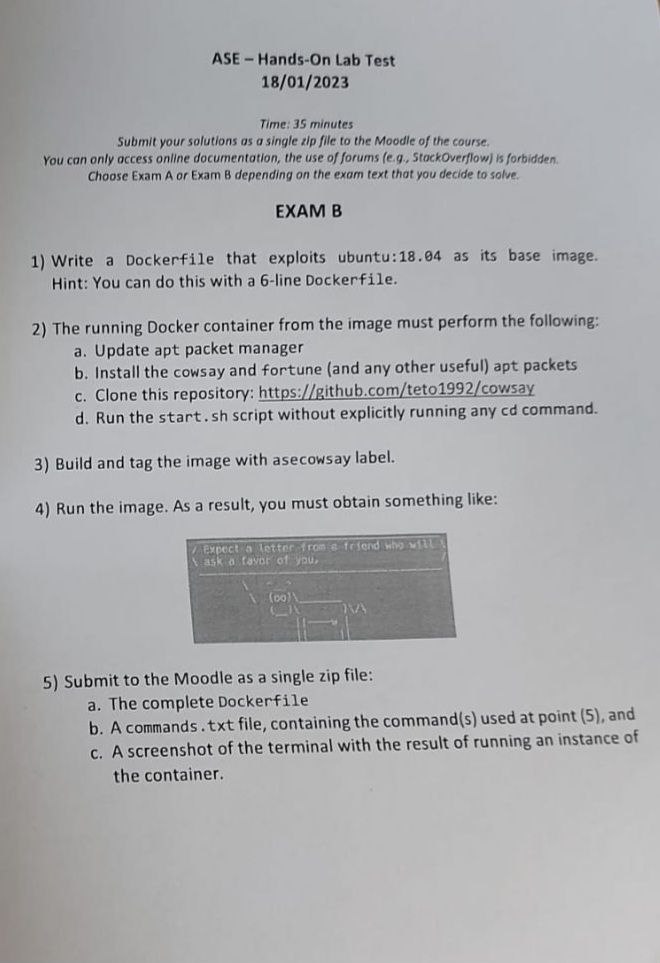 ASE – Hands-On Lab Test
18/01/2023
Time: 35 minutes
Submit your solutions as a single zip file to the Moodle of the course.
You can only access online documentation, the use of forums (e.g., StackOverflow) is forbidden.
Choose Exam A or Exam B depending on the exam text that you decide to solve.
EXAM B
1) Write a Dockerfile that exploits ubuntu:18.04 as its base image.
Hint: You can do this with a 6-line Dockerfile.
2) The running Docker container from the image must perform the following:
a. Update apt packet manager
b. Install the cowsay and fortune (and any other useful) apt packets
c. Clone this repository: https://github.com/teto1992/cowsay
d. Run the start.sh script without explicitly running any cd command.
3) Build and tag the image with asecowsay label.
4) Run the image. As a result, you must obtain something like:
/ Expect a letter from a friend who will \
\ ask a favor of you. /
(oo)\_______
(__)\ )\/\
||----w |
5) Submit to the Moodle as a single zip file:
a. The complete Dockerfile
b. A commands.txt file, containing the command(s) used at point (5), and
c. A screenshot of the terminal with the result of running an instance of
the container.